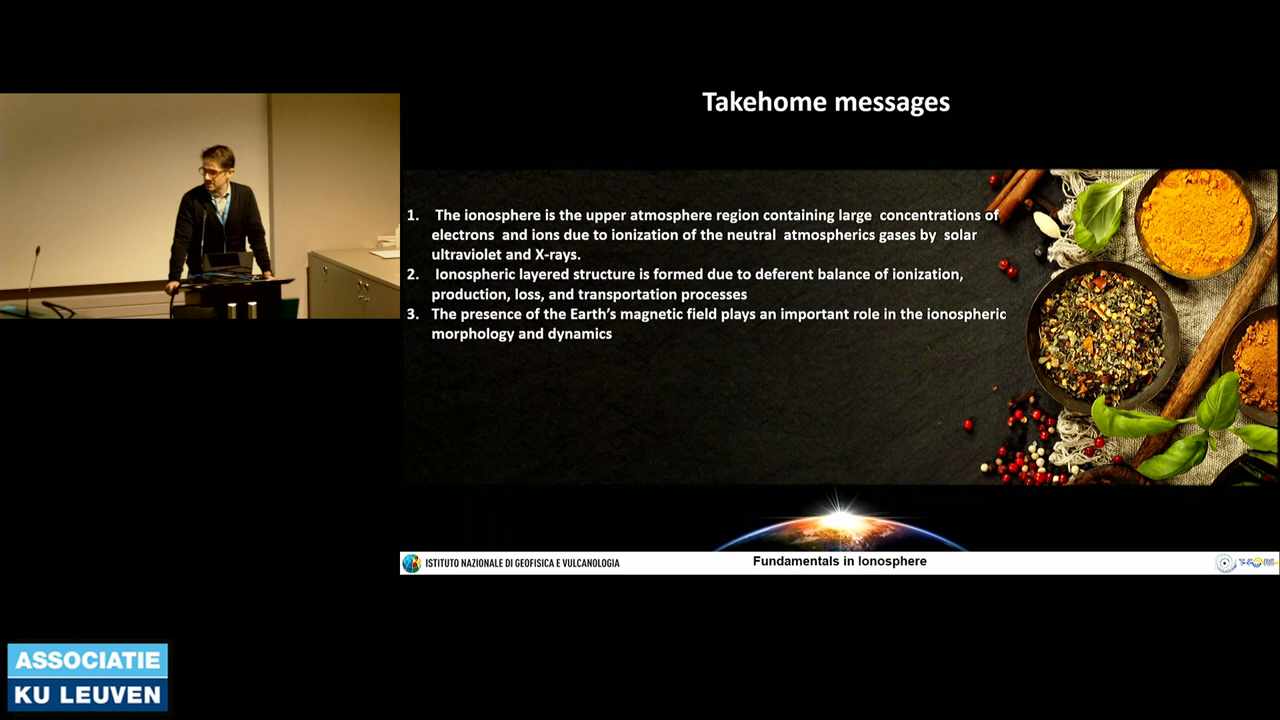 Takehome messages
1. The ionosphere is the upper atmosphere region containing large concentrations of
electrons and ions due to ionization of the neutral atmospherics gases by solar
ultraviolet and X-rays.
2. Ionospheric layered structure is formed due to deferent balance of ionization,
production, loss, and transportation processes
3. The presence of the Earth's magnetic field plays an important role in the ionospheric
morphology and dynamics
ISTITUTO NAZIONALE DI GEOFISICA E VULCANOLOGIA
Fundamentals in Ionosphere
ASSOCIATIE
KU LEUVEN